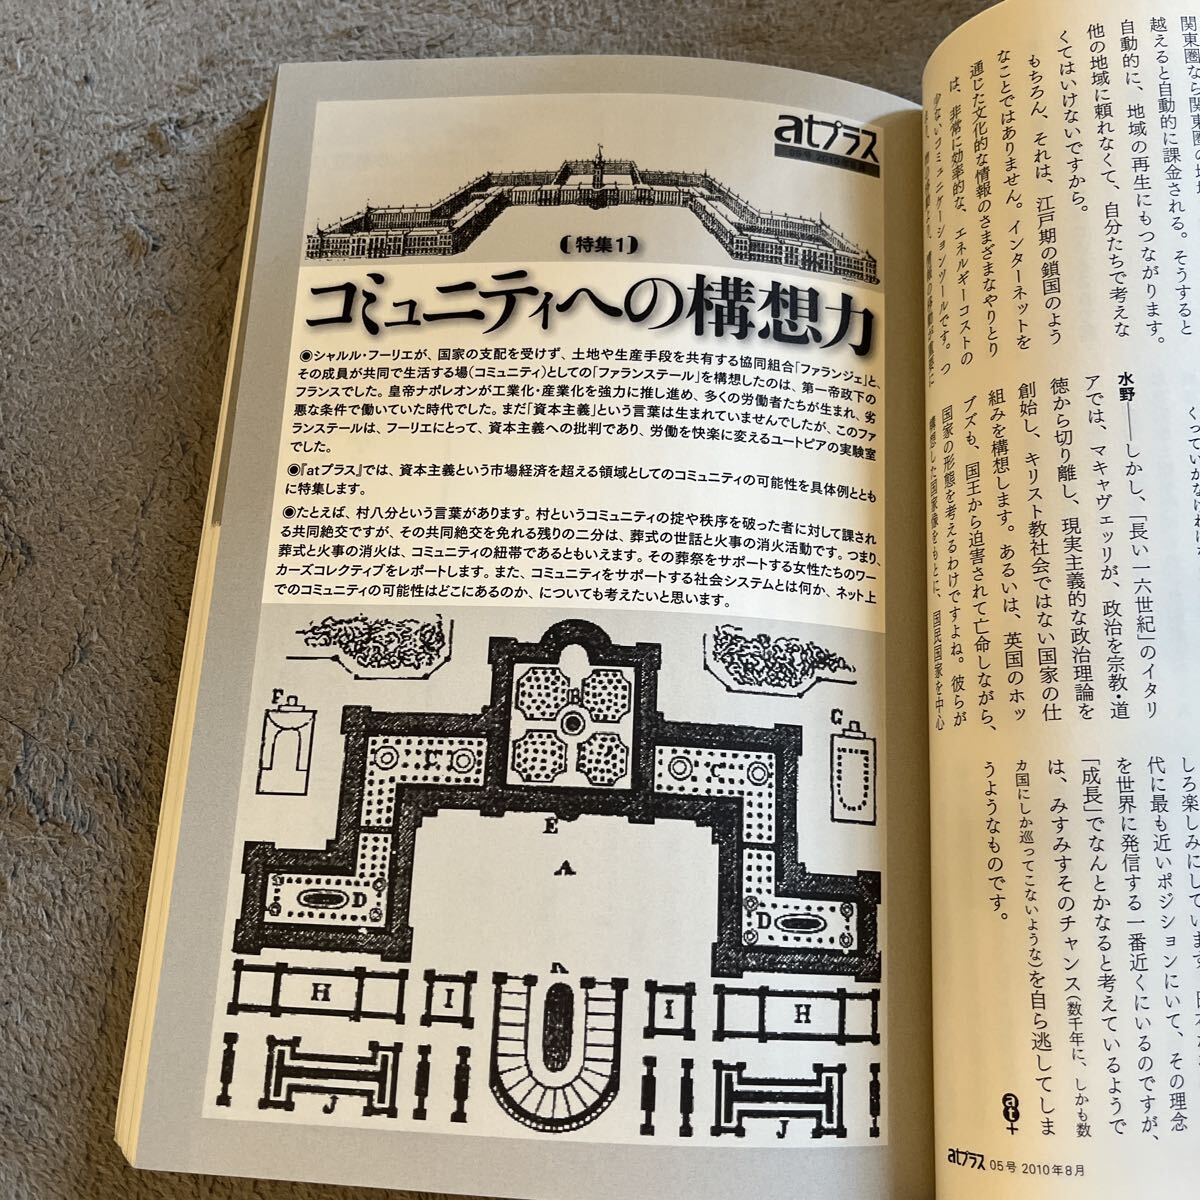 atプラス
05号 2010年8月
【特集1】
コミュニティへの構想力
◉シャルル・フーリエが、国家の支配を受けず、土地や生産手段を共有する協同組合「ファランジェ」と、
その成員が共同で生活する場(コミュニティ)としての「ファランステール」を構想したのは、第一帝政下の
フランスでした。皇帝ナポレオンが工業化・産業化を強力に推し進め、多くの労働者たちが生まれ、劣
悪な条件で働いていた時代でした。まだ「資本主義」という言葉は生まれていませんでしたが、このファ
ランステールは、フーリエにとって、資本主義への批判であり、労働を快楽に変えるユートピアの実験室
でした。
◉『atプラス』では、資本主義という市場経済を超える領域としてのコミュニティの可能性を具体例ととも
に特集します。
◉たとえば、村八分という言葉があります。村というコミュニティの掟や秩序を破った者に対して課され
る共同絶交ですが、その共同絶交を免れる残りの二分は、葬式の世話と火事の消火活動です。つまり、
葬式と火事の消火は、コミュニティの紐帯であるともいえます。その葬祭をサポートする女性たちのワー
カーズコレクティブをレポートします。また、コミュニティをサポートする社会システムとは何か、ネット上
でのコミュニティの可能性はどこにあるのか、についても考えたいと思います。
F
B
G
C
C
E
A
D
D
H
I
K
I
H
J
J
越えると自動的に課金される。そうすると
自動的に、地域の再生にもつながります。
他の地域に頼れなくて、自分たちで考えな
くてはいけないですから。
もちろん、それは、江戸期の鎖国のよう
なことではありません。インターネットを
通じた文化的な情報のさまざまなやりとり
は、非常に効率的な、エネルギーコストの
少ないコミュニケーションツールです。つ
水野――しかし、「長い一六世紀」のイタリ
アでは、マキャヴェッリが、政治を宗教・道
徳から切り離し、現実主義的な政治理論を
創始し、キリスト教社会ではない国家の仕
組みを構想します。あるいは、英国のホッ
ブズも、国王から迫害されて亡命しながら、
国家の形態を考えるわけですよね。彼らが
構想した国家像をもとに、国民国家を中心
しろ楽しみにしています。
代に最も近いポジションにいて、その理念
を世界に発信する一番近くにいるのですが、
「成長」でなんとかなると考えているようで
は、みすみすそのチャンス(数千年に、しかも数
カ国にしか巡ってこないような)を自ら逃してしま
うようなものです。
at+
atプラス 05号 2010年8月